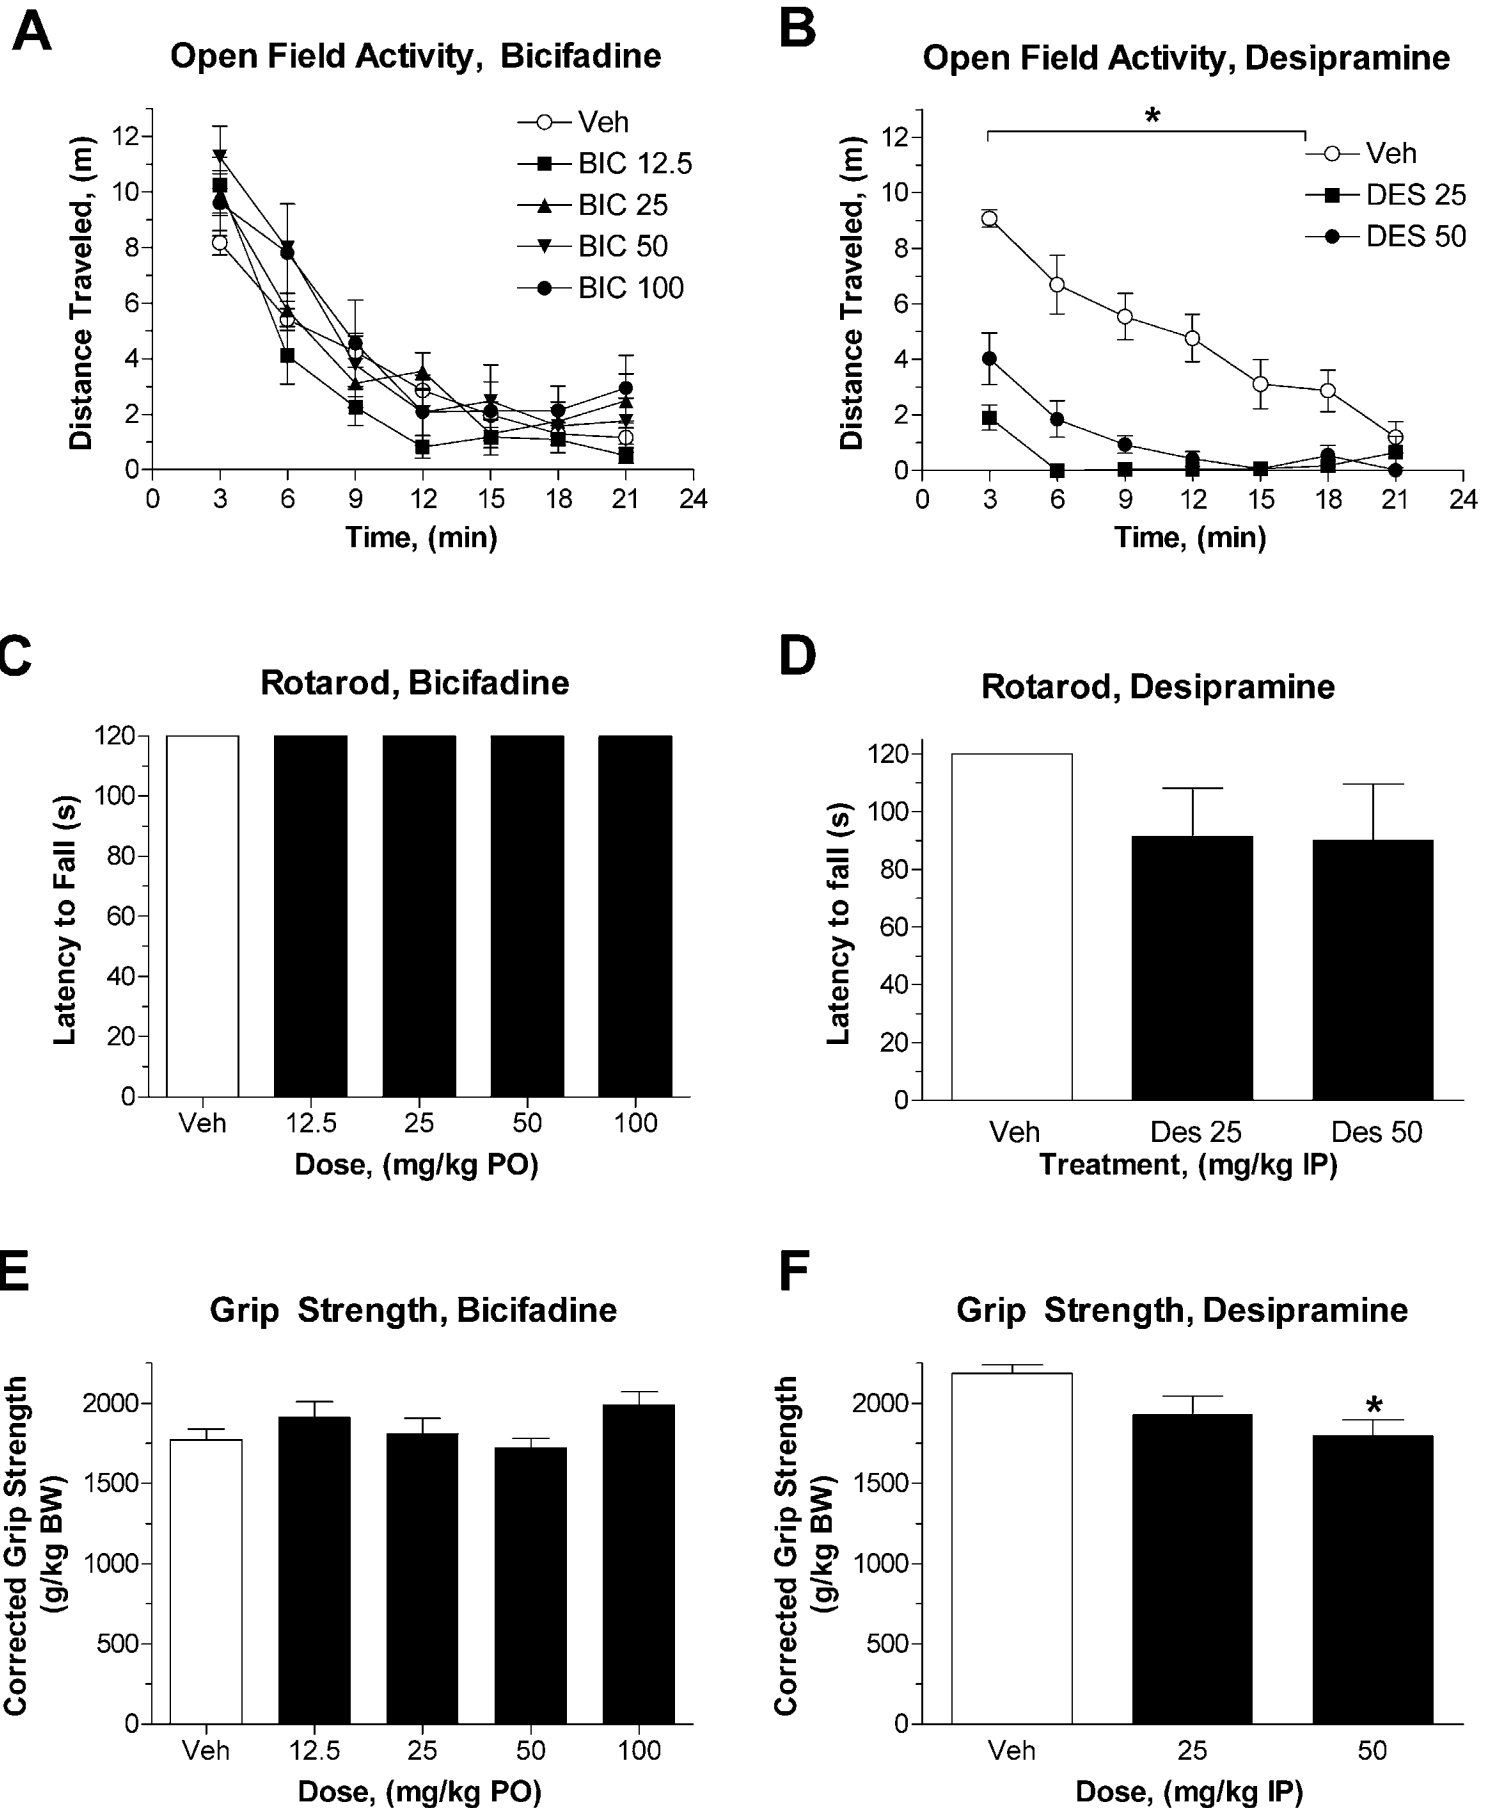 A
Open Field Activity, Bicifadine
Distance Traveled, (m)
12
10
8
6
4
2
0
0 3 6 9 12 15 18 21 24
Time, (min)
Veh
BIC 12.5
BIC 25
BIC 50
BIC 100
B
Open Field Activity, Desipramine
Distance Traveled, (m)
12
10
8
6
4
2
0
0 3 6 9 12 15 18 21 24
Time, (min)
*
Veh
DES 25
DES 50
C
Rotarod, Bicifadine
Latency to Fall (s)
120
100
80
60
40
20
0
Veh 12.5 25 50 100
Dose, (mg/kg PO)
D
Rotarod, Desipramine
Latency to fall (s)
120
100
80
60
40
20
0
Veh Des 25 Des 50
Treatment, (mg/kg IP)
E
Grip Strength, Bicifadine
Corrected Grip Strength
(g/kg BW)
2000
1500
1000
500
0
Veh 12.5 25 50 100
Dose, (mg/kg PO)
F
Grip Strength, Desipramine
Corrected Grip Strength
(g/kg BW)
2000
1500
1000
500
0
*
Veh 25 50
Dose, (mg/kg IP)